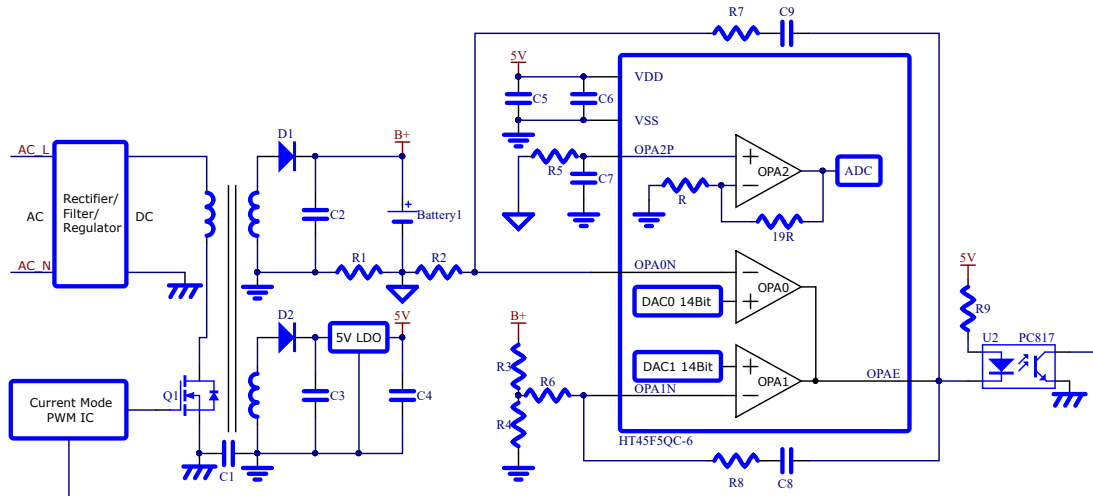 R7
C9
5V
VDD
C5
C6
VSS
D1
B+
AC_L
OPA2P
R5
C7
OPA2
ADC
Rectifier/
Filter/
Regulator
AC
DC
R
C2
Battery1
19R
R1
R2
AC_N
OPA0N
OPA0
5V
DAC0 14Bit
R9
D2
5V
B+
U2
PC817
5V LDO
R3
DAC1 14Bit
OPA1
OPAE
R6
OPA1N
Q1
C3
C4
Current Mode
PWM IC
R4
HT45F5QC-6
C1
R8
C8